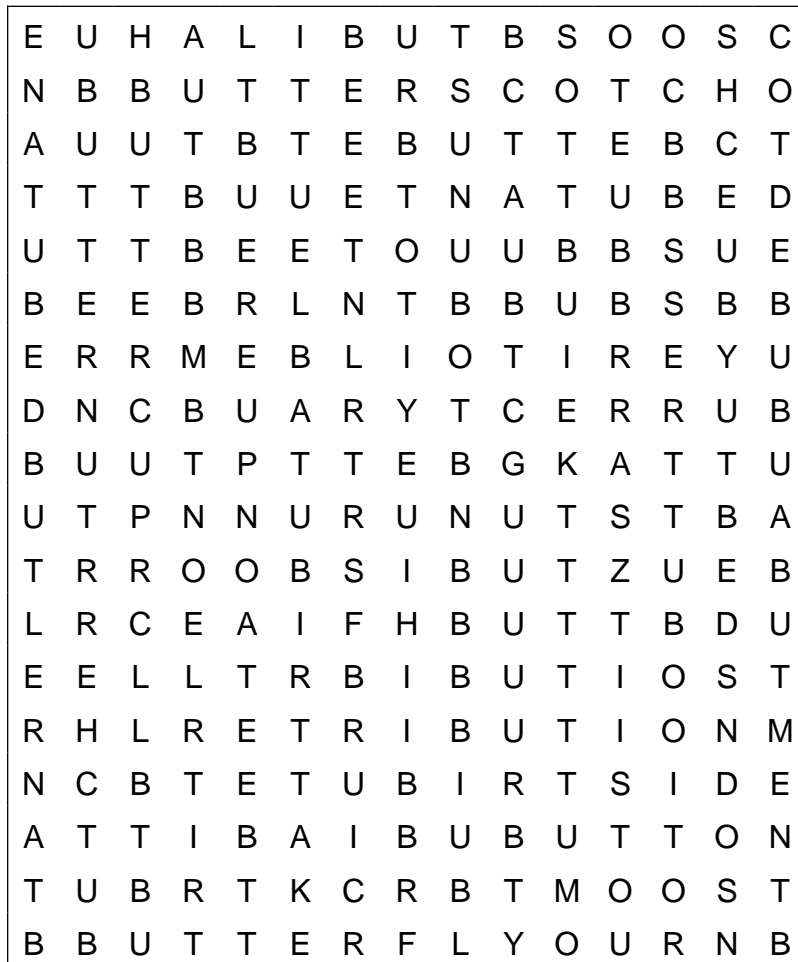 E U H A L I B U T B S O O S C
N B B U T T E R S C O T C H O
A U U T B T E B U T T E B C T
T T T B U U E T N A T U B E D
U T T B E E T O U U B B S U E
B E E B R L N T B B U B S B B
E R R M E B L I O T I R E Y U
D N C B U A R Y T C E R R U B
B U U T P T T E B G K A T T U
U T P N N U R U N U T S T B A
T R R O O B S I B U T Z U E B
L R C E A I F H B U T T B D U
E E L L T R B I B U T I O S T
R H L R E T R I B U T I O N M
N C B T E T U B I R T S I D E
A T T I B A I B U B U T T O N
T U B R T K C R B T M O O S T
B B U T T E R F L Y O U R N B